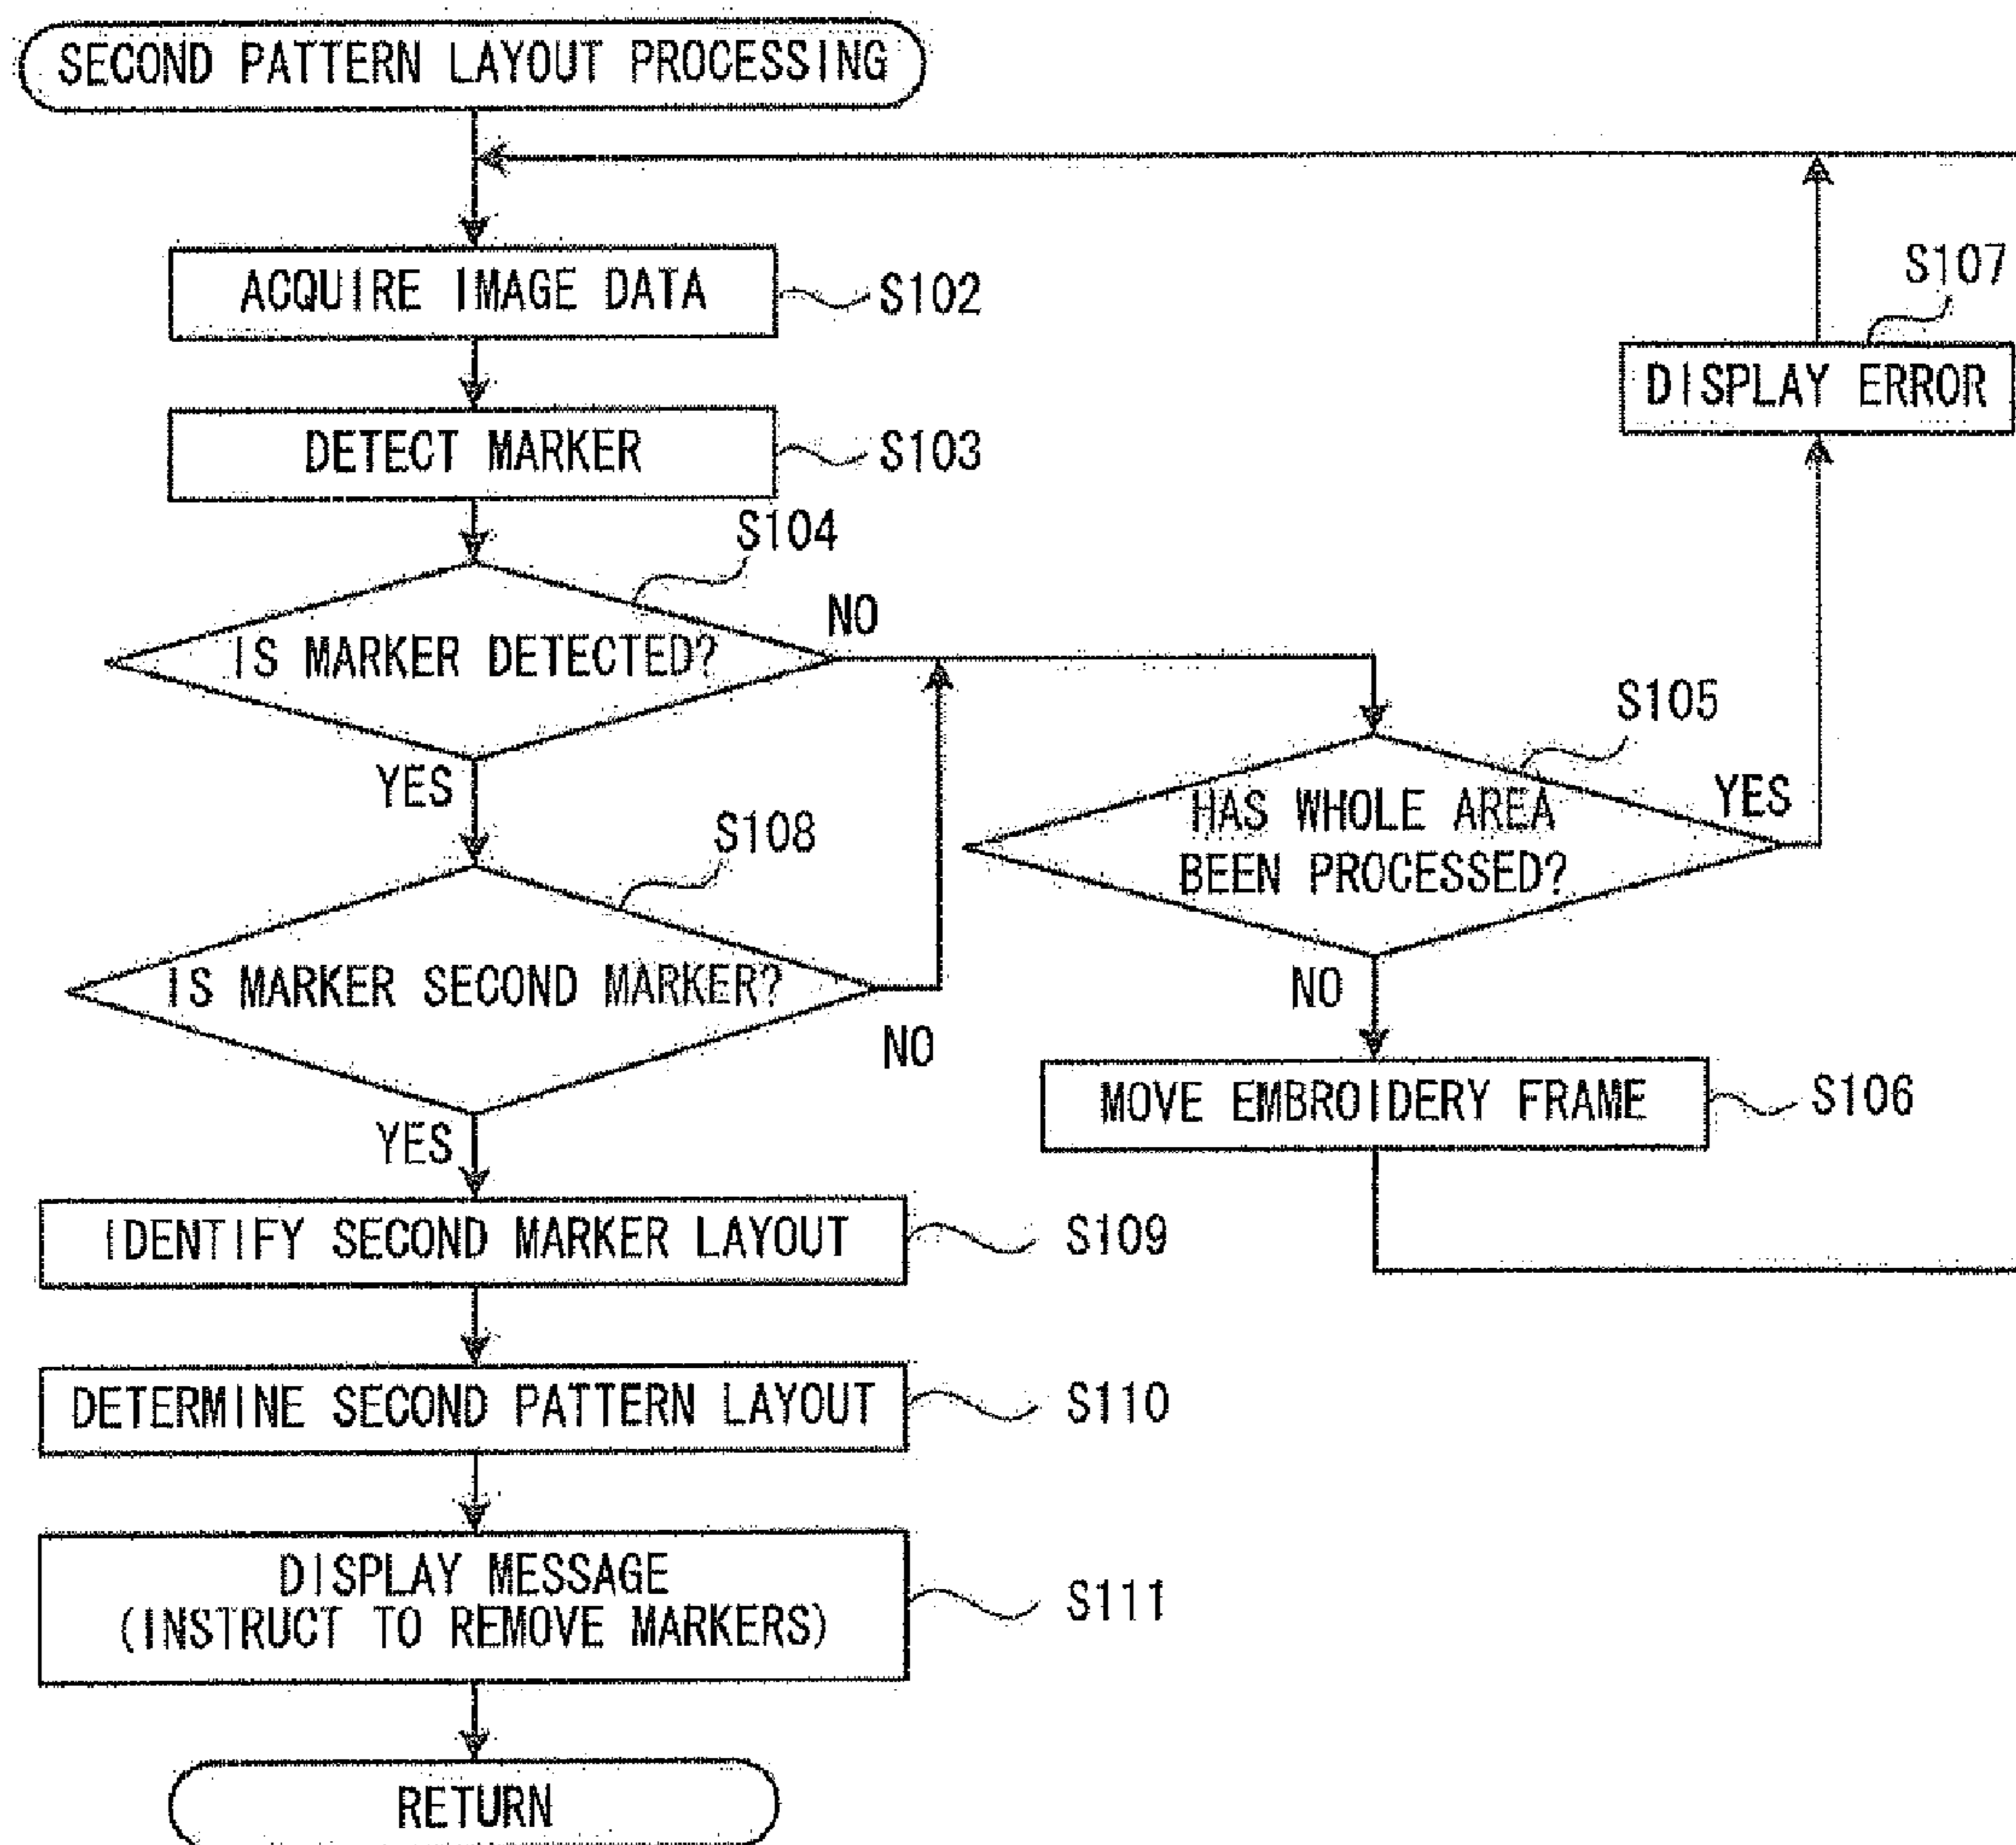 SECOND PATTERN LAYOUT PROCESSING
ACQUIRE IMAGE DATA
S102
DETECT MARKER
S103
S104
IS MARKER DETECTED?
NO
YES
S108
IS MARKER SECOND MARKER?
NO
YES
IDENTIFY SECOND MARKER LAYOUT
S109
DETERMINE SECOND PATTERN LAYOUT
S110
DISPLAY MESSAGE
(INSTRUCT TO REMOVE MARKERS)
S111
RETURN
S105
HAS WHOLE AREA
BEEN PROCESSED?
YES
NO
MOVE EMBROIDERY FRAME
S106
S107
DISPLAY ERROR